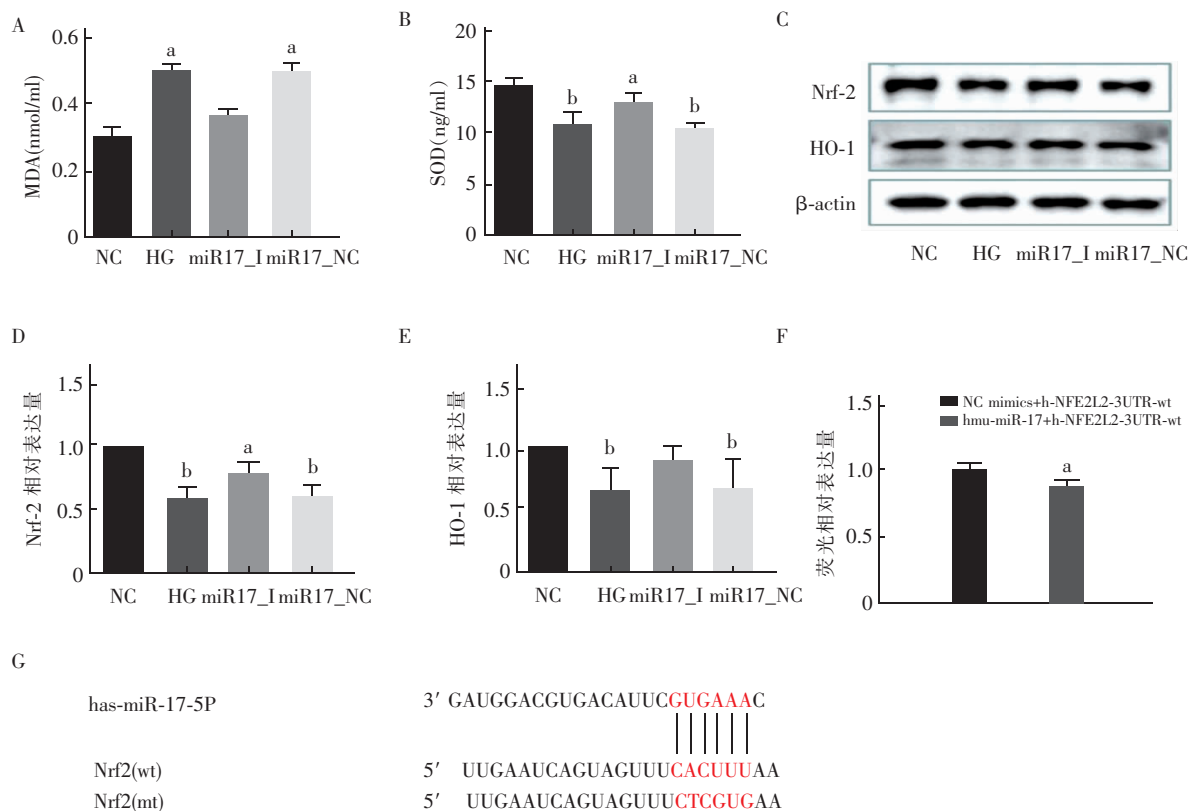 A
MDA(nmol/ml)
0.6
0.4
0.2
0
a
a
NC HG miR17_I miR17_NC
B
SOD(ng/ml)
20
15
10
5
0
b
a
b
NC HG miR17_I miR17_NC
C
Nrf-2
HO-1
β-actin
NC HG miR17_I miR17_NC
D
Nrf-2 相对表达量
1.5
1.0
0.5
0
b
a
b
NC HG miR17_I miR17_NC
E
HO-1 相对表达量
1.5
1.0
0.5
0
b
b
NC HG miR17_I miR17_NC
F
荧光相对表达量
1.5
1.0
0.5
0
NC mimics+h-NFE2L2-3UTR-wt
hmu-miR-17+h-NFE2L2-3UTR-wt
a
G
has-miR-17-5P 3′ GAUGGACGUGACAUUCGUGAAAC
Nrf2(wt) 5′ UUGAAUCAGUAGUUUCACUUUAA
Nrf2(mt) 5′ UUGAAUCAGUAGUUUCTCGUGAA